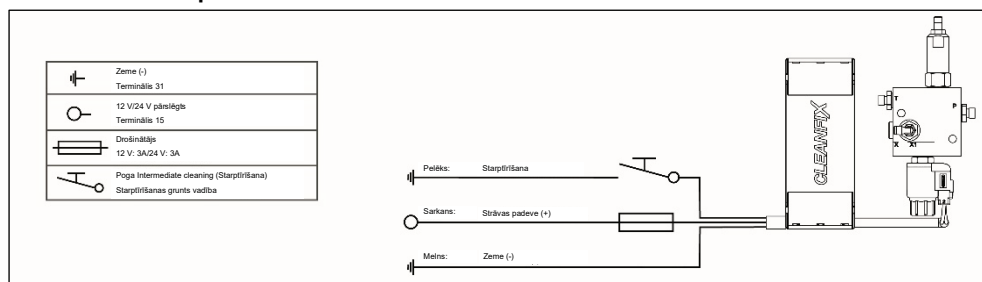 Zeme (-)
Terminālis 31
12 V/24 V pārslēgts
Terminālis 15
Drošinātājs
12 V: 3A/24 V: 3A
Poga Intermediate cleaning (Starptīrīšana)
Starptīrīšanas grunts vadība
Pelēks: Starptīrīšana
Sarkans: Strāvas padeve (+)
Melns: Zeme (-)
CLEANFIX
T
P
X X1